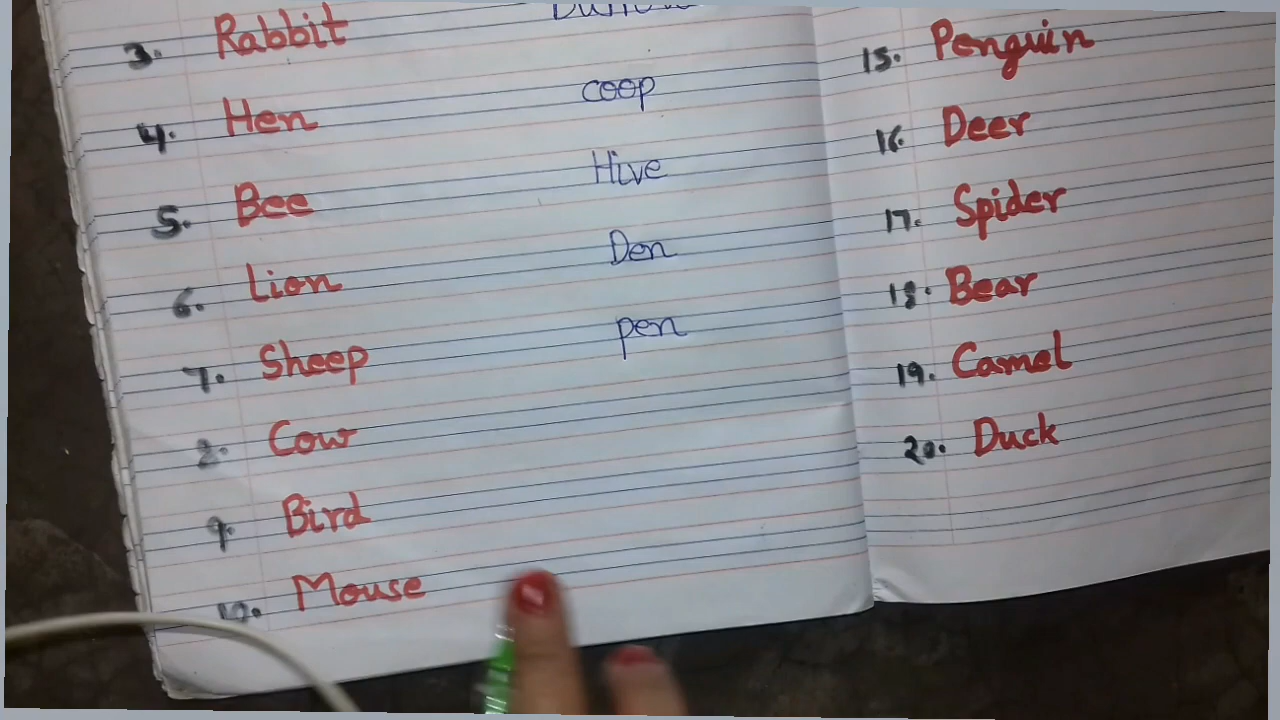 3. Rabbit
4. Hen coop
5. Bee Hive
6. Lion Den
7. Sheep pen
8. Cow
9. Bird
10. Mouse
15. Penguin
16. Deer
17. Spider
18. Bear
19. Camel
20. Duck